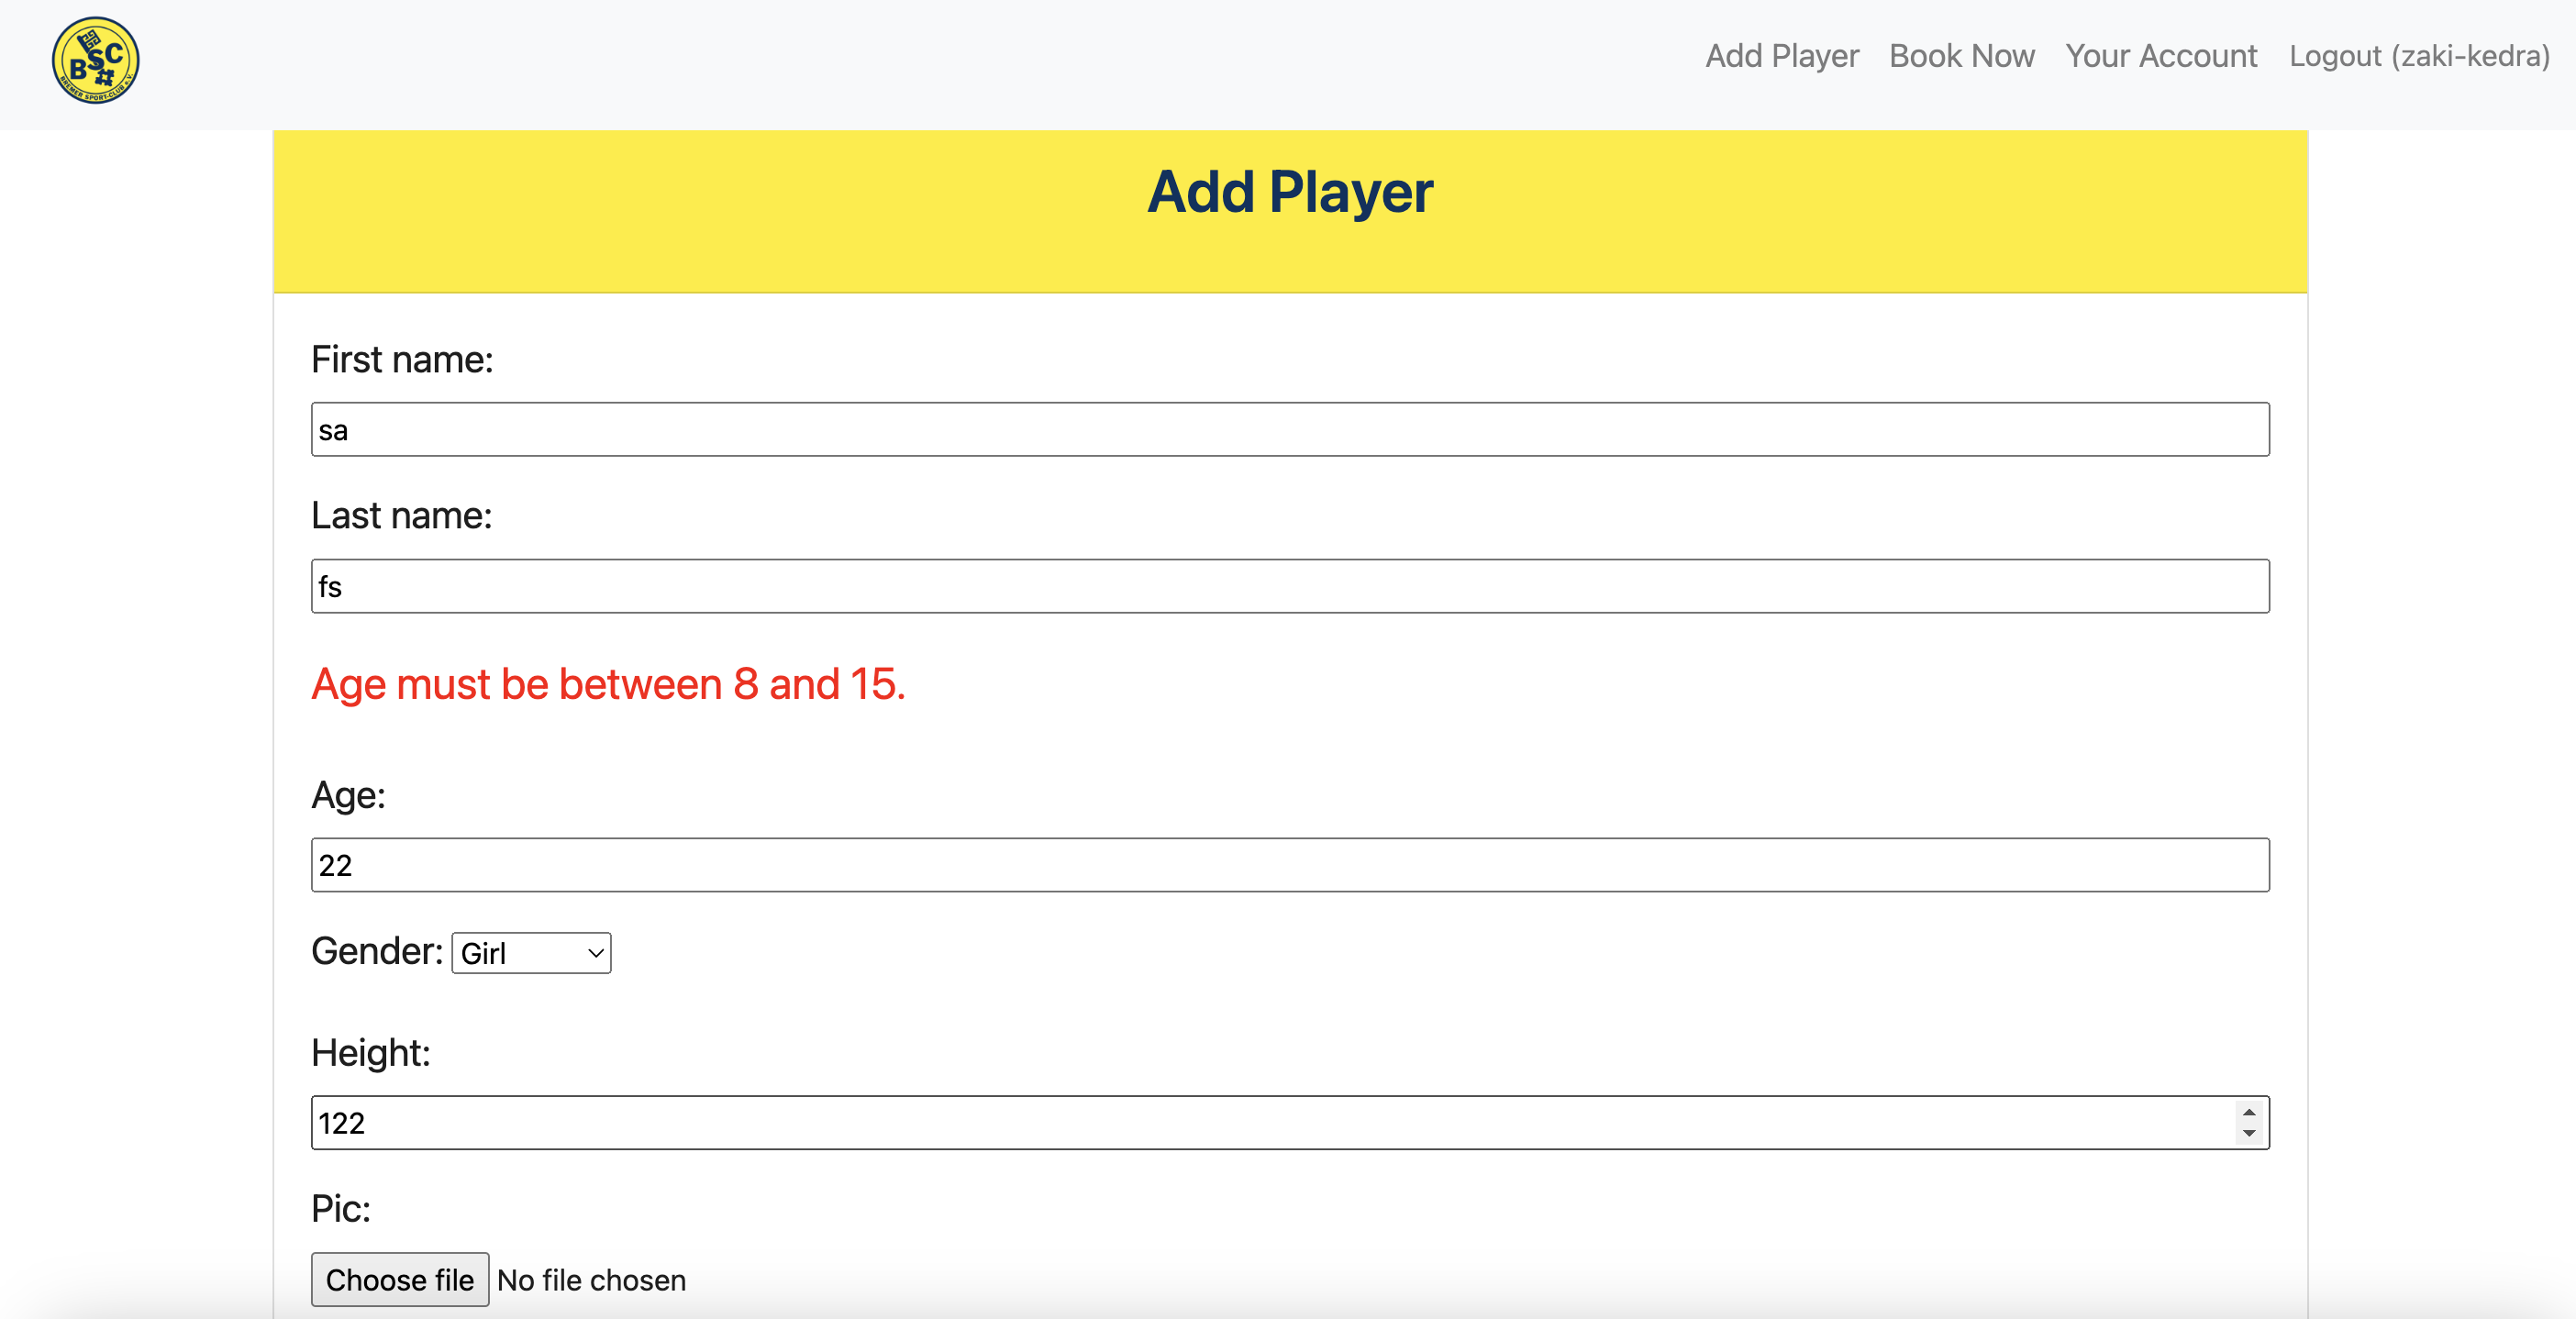 BSC
BREMER SPORT-CLUB e.V.
Add Player Book Now Your Account Logout (zaki-kedra)
Add Player
First name:
sa
Last name:
fs
Age must be between 8 and 15.
Age:
22
Gender: Girl
Height:
122
Pic:
Choose file No file chosen